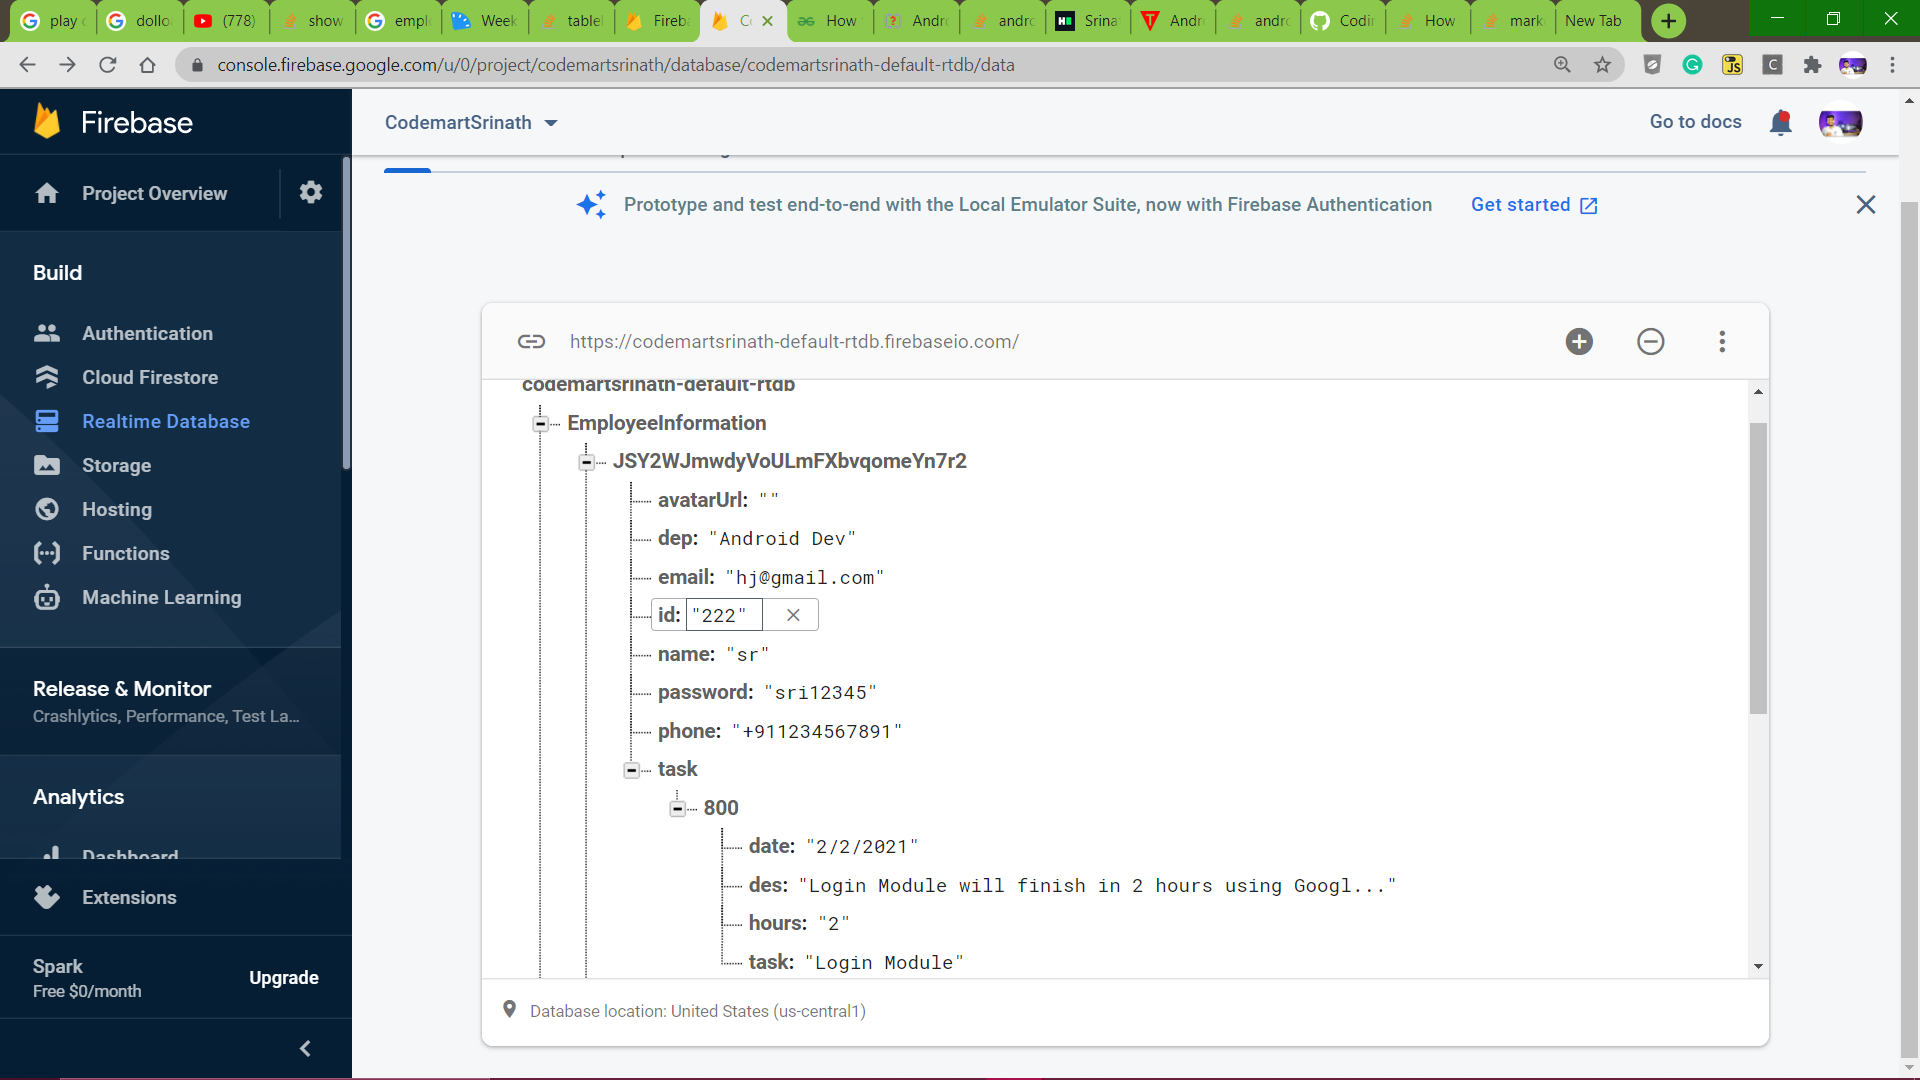 play
dollo
(778)
show
empl
Week
table
Fireba
Co
How
Andro
andro
Srina
Andr
andro
Codin
How
mark
New Tab
console.firebase.google.com/u/0/project/codemartsrinath/database/codemartsrinath-default-rtdb/data
Firebase
CodemartSrinath
Go to docs
Project Overview
Prototype and test end-to-end with the Local Emulator Suite, now with Firebase Authentication
Get started
Build
Authentication
Cloud Firestore
Realtime Database
Storage
Hosting
Functions
Machine Learning
Release & Monitor
Crashlytics, Performance, Test La...
Analytics
Dashboard
Extensions
Spark
Free $0/month
Upgrade
https://codemartsrinath-default-rtdb.firebaseio.com/
codemartsrinath-default-rtdb
EmployeeInformation
JSY2WJmwdyVoULmFXbvqomeYn7r2
avatarUrl: ""
dep: "Android Dev"
email: "hj@gmail.com"
id: "222"
name: "sr"
password: "sri12345"
phone: "+911234567891"
task
800
date: "2/2/2021"
des: "Login Module will finish in 2 hours using Googl..."
hours: "2"
task: "Login Module"
Database location: United States (us-central1)